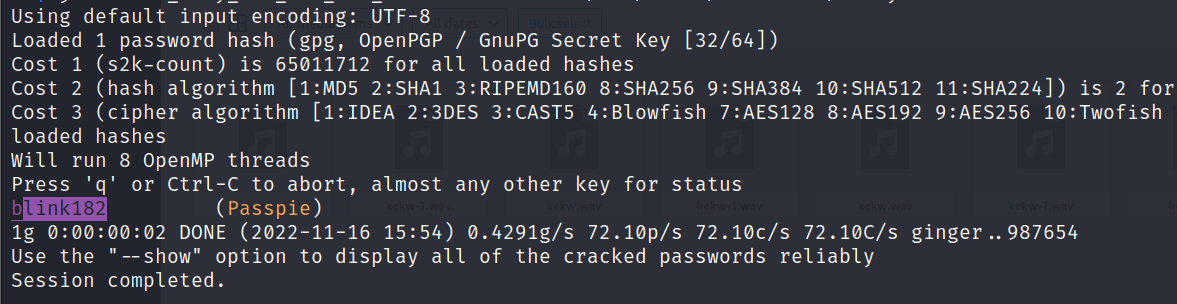 Using default input encoding: UTF-8
Loaded 1 password hash (gpg, OpenPGP / GnuPG Secret Key [32/64])
Cost 1 (s2k-count) is 65011712 for all loaded hashes
Cost 2 (hash algorithm [1:MD5 2:SHA1 3:RIPEMD160 8:SHA256 9:SHA384 10:SHA512 11:SHA224]) is 2 for
Cost 3 (cipher algorithm [1:IDEA 2:3DES 3:CAST5 4:Blowfish 7:AES128 8:AES192 9:AES256 10:Twofish
loaded hashes
Will run 8 OpenMP threads
Press 'q' or Ctrl-C to abort, almost any other key for status
blink182 (Passpie)
1g 0:00:00:02 DONE (2022-11-16 15:54) 0.4291g/s 72.10p/s 72.10c/s 72.10C/s ginger..987654
Use the "--show" option to display all of the cracked passwords reliably
Session completed.